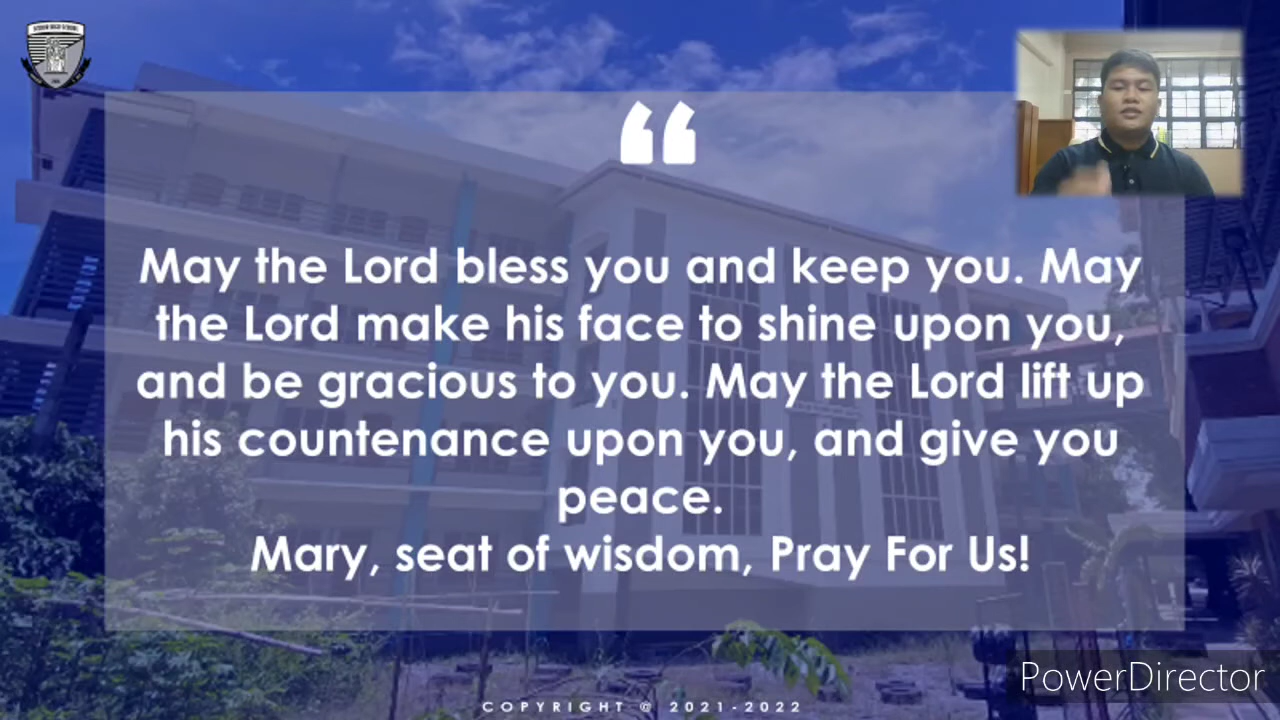 May the Lord bless you and keep you. May
the Lord make his face to shine upon you,
and be gracious to you. May the Lord lift up
his countenance upon you, and give you
peace.
Mary, seat of wisdom, Pray For Us!
PowerDirector
COPYRIGHT © 2021-2022